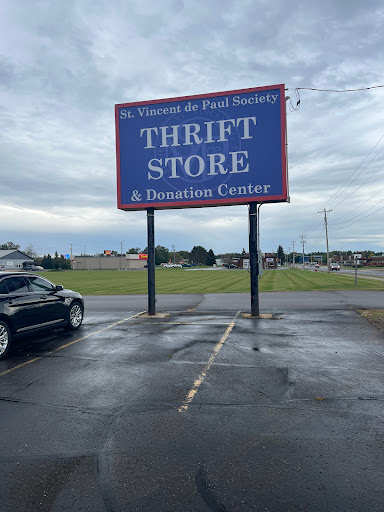 St. Vincent de Paul Society
THRIFT
STORE
& Donation Center